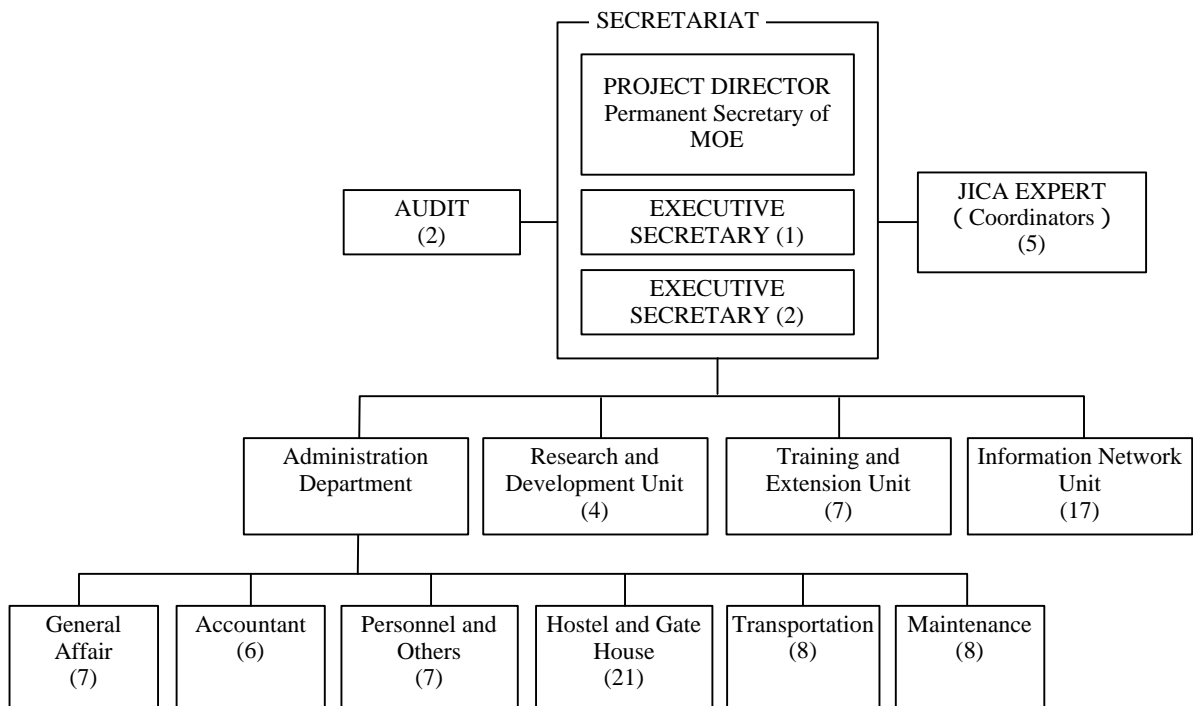 SECRETARIAT
PROJECT DIRECTOR
Permanent Secretary of
MOE
AUDIT
(2)
EXECUTIVE
SECRETARY (1)
JICA EXPERT
( Coordinators )
(5)
EXECUTIVE
SECRETARY (2)
Administration
Department
Research and
Development Unit
(4)
Training and
Extension Unit
(7)
Information Network
Unit
(17)
General
Affair
(7)
Accountant
(6)
Personnel and
Others
(7)
Hostel and Gate
House
(21)
Transportation
(8)
Maintenance
(8)